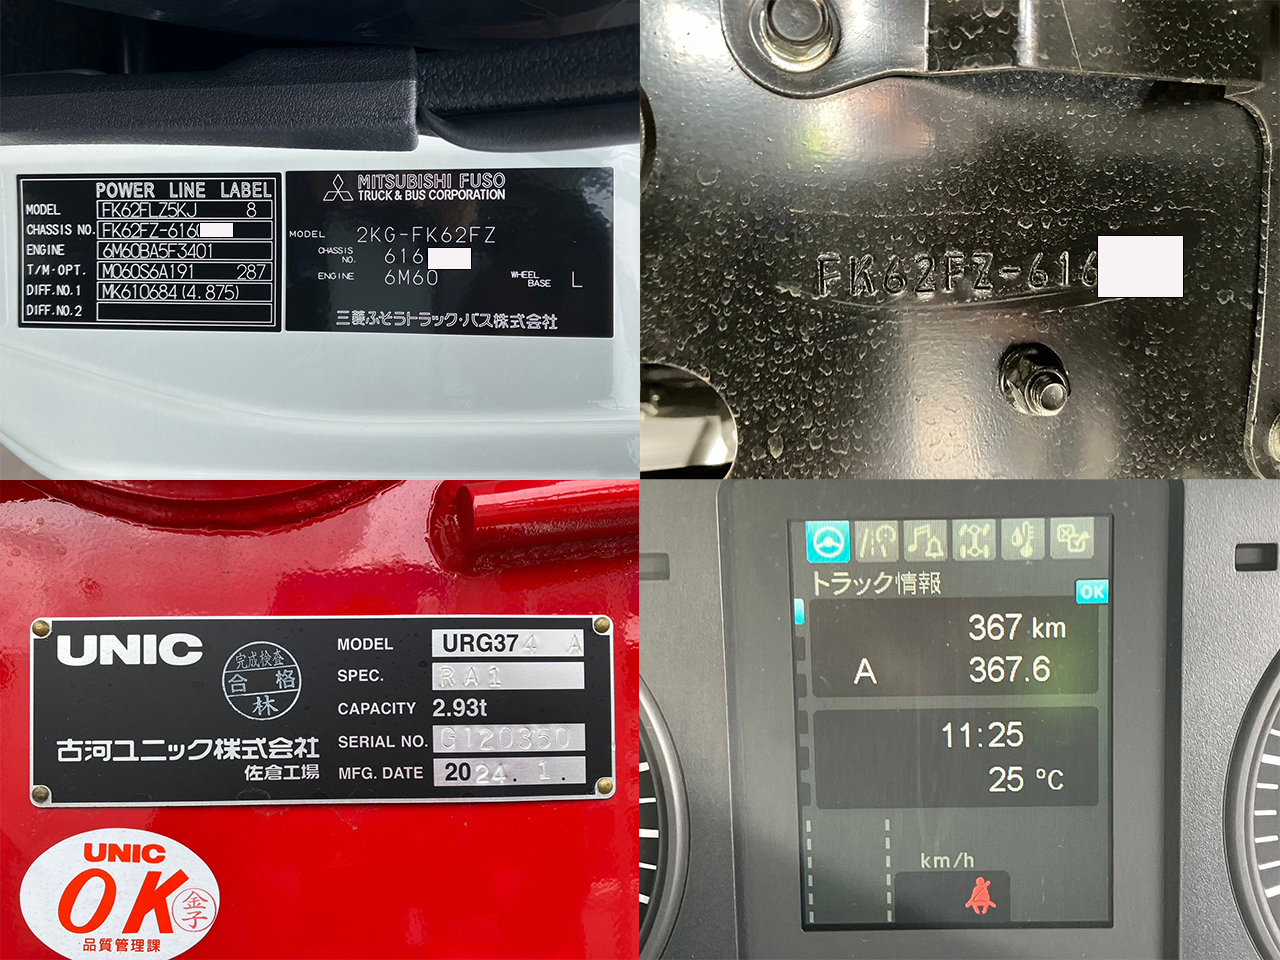 POWER LINE LABEL
MODEL FK62FLZ5KJ 8
CHASSIS NO. FK62FZ-616
ENGINE 6M60BA5F3401
T/M·OPT. M060S6A191 287
DIFF.NO.1 MK610684(4.875)
DIFF.NO.2
MITSUBISHI FUSO
TRUCK & BUS CORPORATION
MODEL 2KG-FK62FZ
CHASSIS NO. 616
ENGINE 6M60 WHEEL BASE L
三菱ふそうトラック・バス株式会社
FK62FZ-616
UNIC
完成検査
合格
林
古河ユニック株式会社
佐倉工場
MODEL URG374 A
SPEC. RA1
CAPACITY 2.93t
SERIAL NO. G120350
MFG. DATE 2024. 1.
UNIC
OK
金子
品質管理課
トラック情報
OK
367 km
A 367.6
11:25
25 °C
km/h